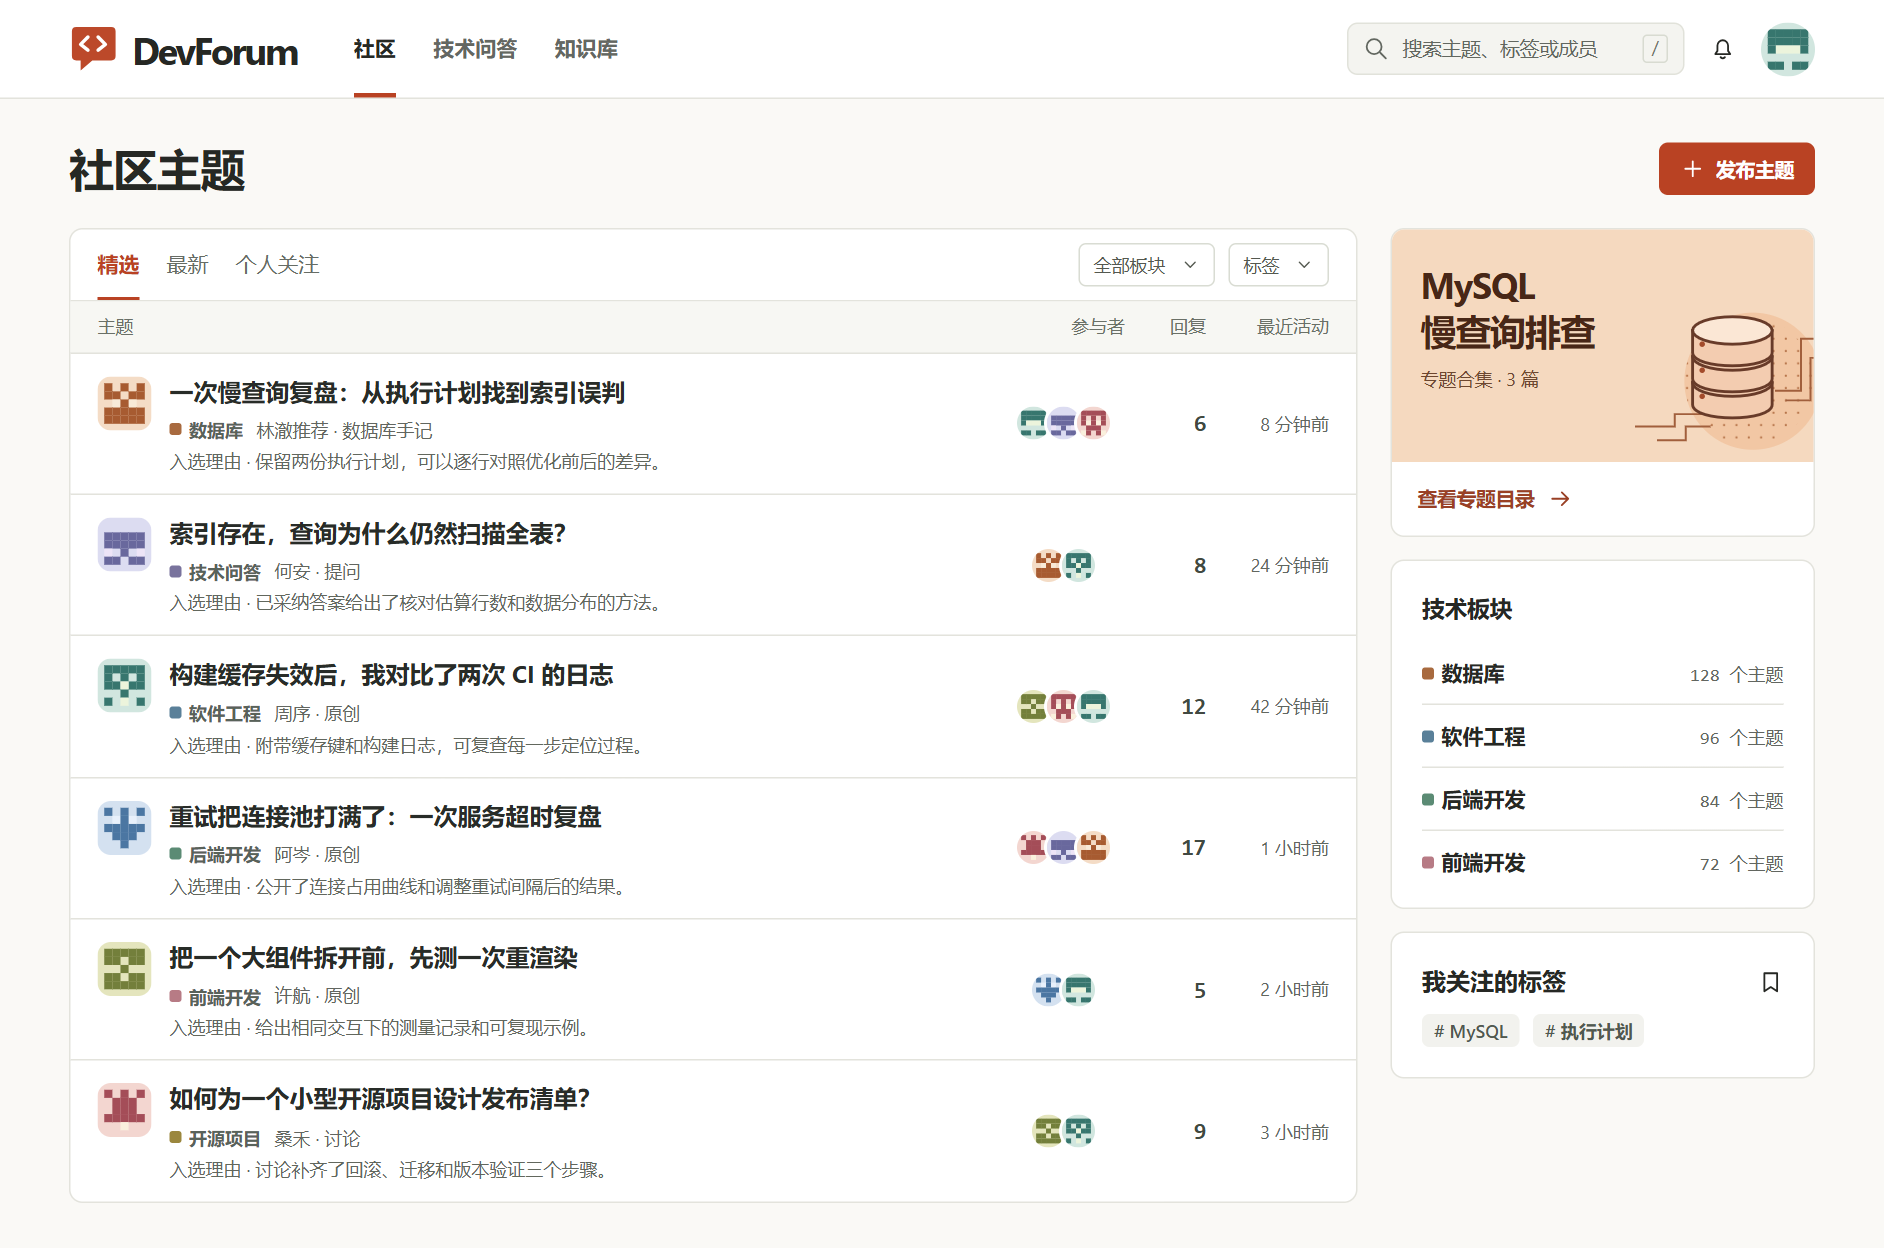 DevForum
社区 技术问答 知识库
搜索主题、标签或成员 /
社区主题
发布主题
精选 最新 个人关注
全部板块 标签
主题 参与者 回复 最近活动
一次慢查询复盘：从执行计划找到索引误判
数据库 林澈推荐 · 数据库手记
入选理由 · 保留两份执行计划，可以逐行对照优化前后的差异。
6 8 分钟前
索引存在，查询为什么仍然扫描全表？
技术问答 何安 · 提问
入选理由 · 已采纳答案给出了核对估算行数和数据分布的方法。
8 24 分钟前
构建缓存失效后，我对比了两次 CI 的日志
软件工程 周序 · 原创
入选理由 · 附带缓存键和构建日志，可复查每一步定位过程。
12 42 分钟前
重试把连接池打满了：一次服务超时复盘
后端开发 阿岑 · 原创
入选理由 · 公开了连接占用曲线和调整重试间隔后的结果。
17 1 小时前
把一个大组件拆开前，先测一次重渲染
前端开发 许航 · 原创
入选理由 · 给出相同交互下的测量记录和可复现示例。
5 2 小时前
如何为一个小型开源项目设计发布清单？
开源项目 桑禾 · 讨论
入选理由 · 讨论补齐了回滚、迁移和版本验证三个步骤。
9 3 小时前
MySQL
慢查询排查
专题合集 · 3 篇
查看专题目录
技术板块
数据库 128 个主题
软件工程 96 个主题
后端开发 84 个主题
前端开发 72 个主题
我关注的标签
# MySQL # 执行计划